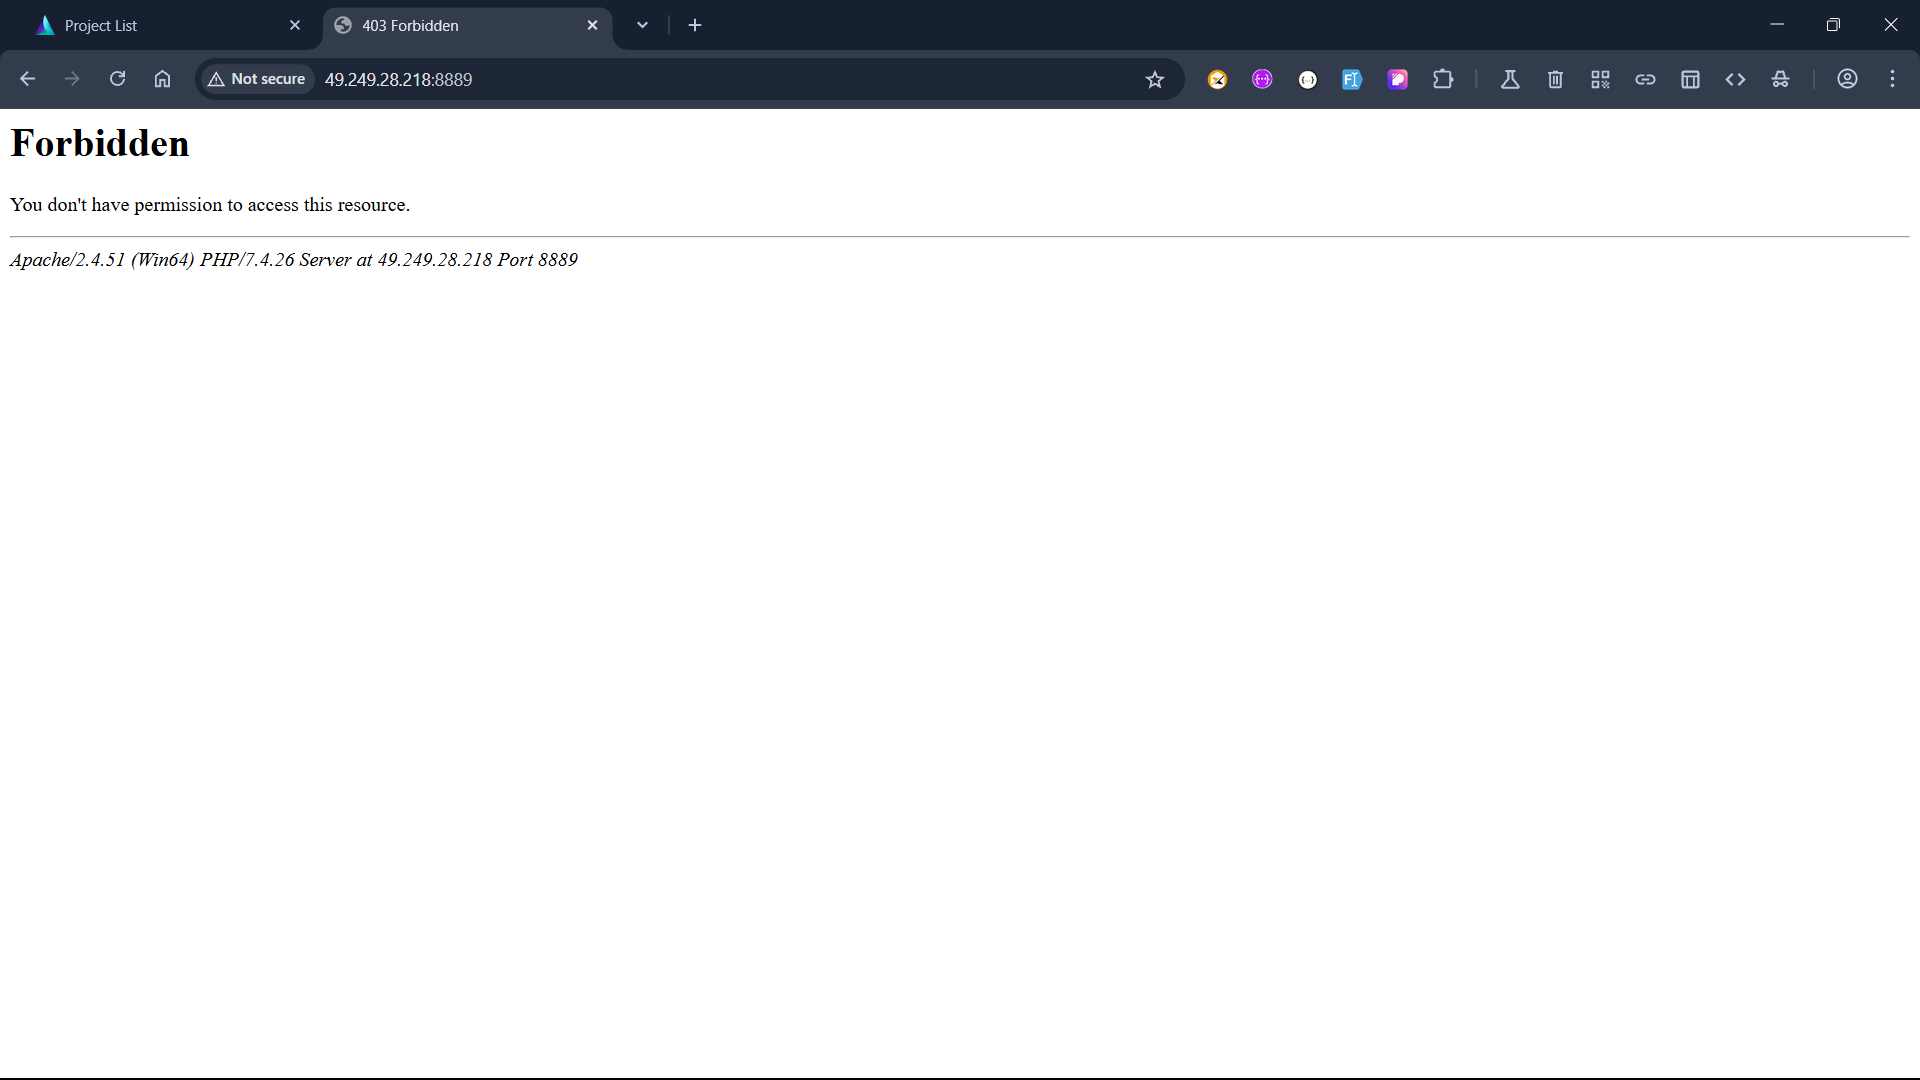 Project List
403 Forbidden
Not secure
49.249.28.218:8889
Forbidden
You don't have permission to access this resource.
Apache/2.4.51 (Win64) PHP/7.4.26 Server at 49.249.28.218 Port 8889